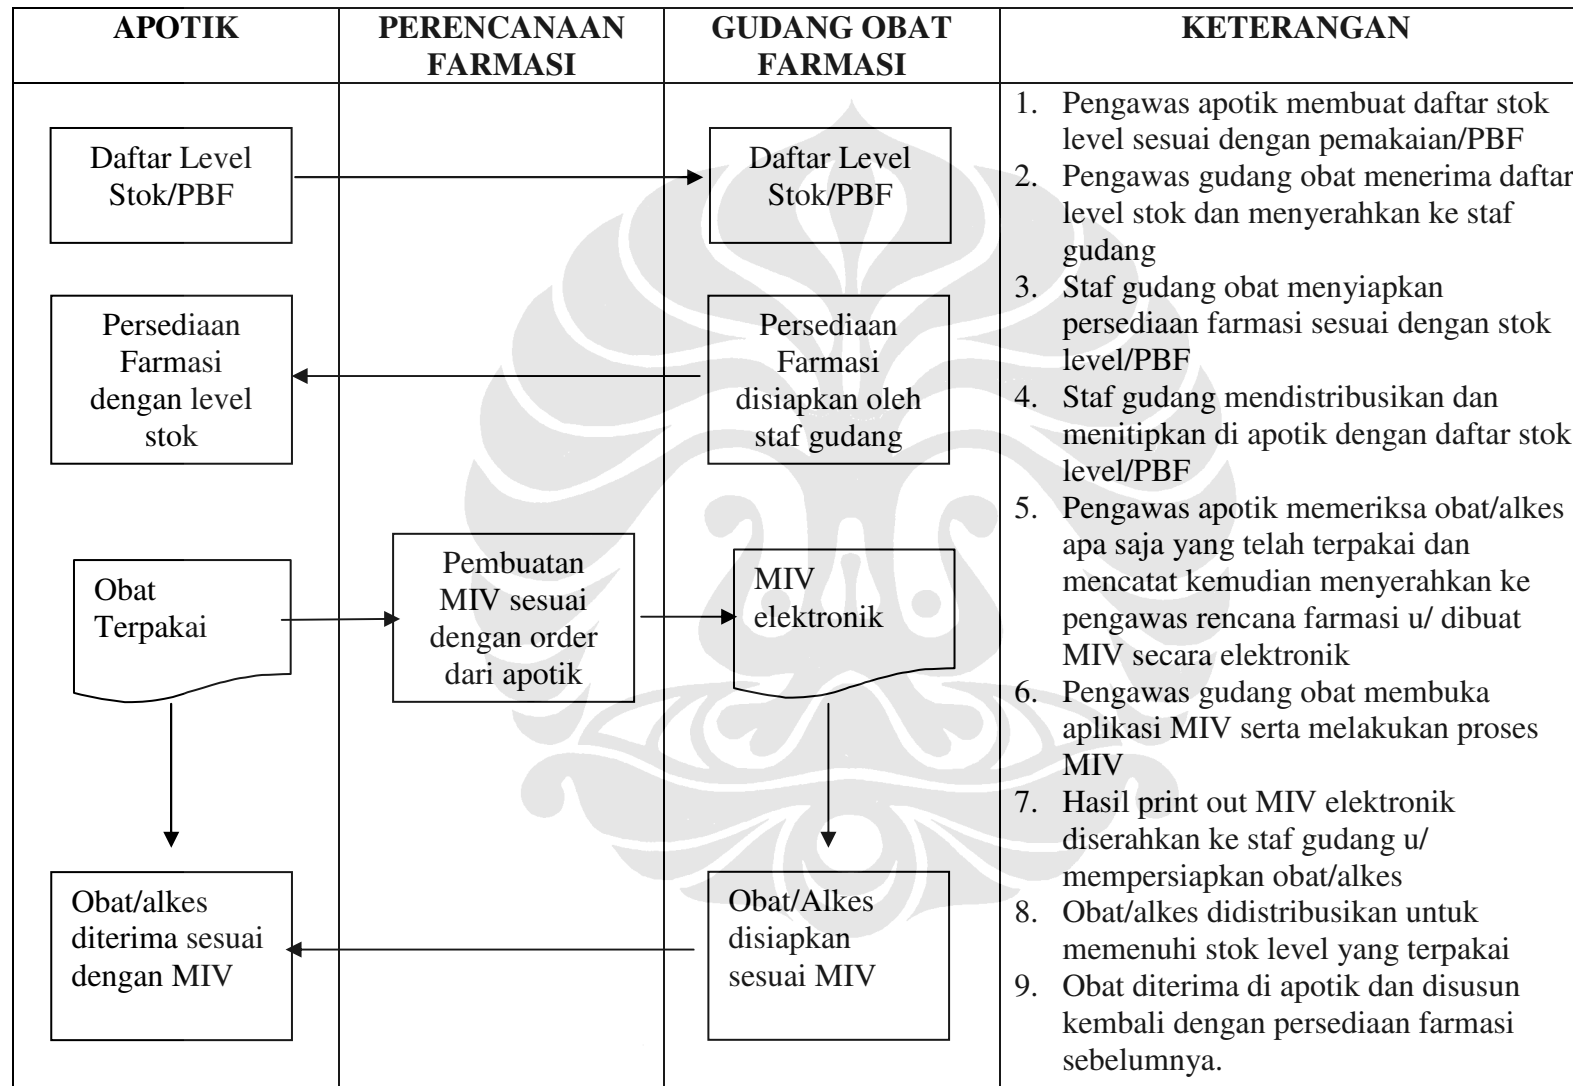 APOTIK
PERENCANAAN
FARMASI
GUDANG OBAT
FARMASI
KETERANGAN
Daftar Level
Stok/PBF
Daftar Level
Stok/PBF
Persediaan
Farmasi
dengan level
stok
Persediaan
Farmasi
disiapkan oleh
staf gudang
Obat
Terpakai
Pembuatan
MIV sesuai
dengan order
dari apotik
MIV
elektronik
Obat/alkes
diterima sesuai
dengan MIV
Obat/Alkes
disiapkan
sesuai MIV
1. Pengawas apotik membuat daftar stok
level sesuai dengan pemakaian/PBF
2. Pengawas gudang obat menerima daftar
level stok dan menyerahkan ke staf
gudang
3. Staf gudang obat menyiapkan
persediaan farmasi sesuai dengan stok
level/PBF
4. Staf gudang mendistribusikan dan
menitipkan di apotik dengan daftar stok
level/PBF
5. Pengawas apotik memeriksa obat/alkes
apa saja yang telah terpakai dan
mencatat kemudian menyerahkan ke
pengawas rencana farmasi u/ dibuat
MIV secara elektronik
6. Pengawas gudang obat membuka
aplikasi MIV serta melakukan proses
MIV
7. Hasil print out MIV elektronik
diserahkan ke staf gudang u/
mempersiapkan obat/alkes
8. Obat/alkes didistribusikan untuk
memenuhi stok level yang terpakai
9. Obat diterima di apotik dan disusun
kembali dengan persediaan farmasi
sebelumnya.